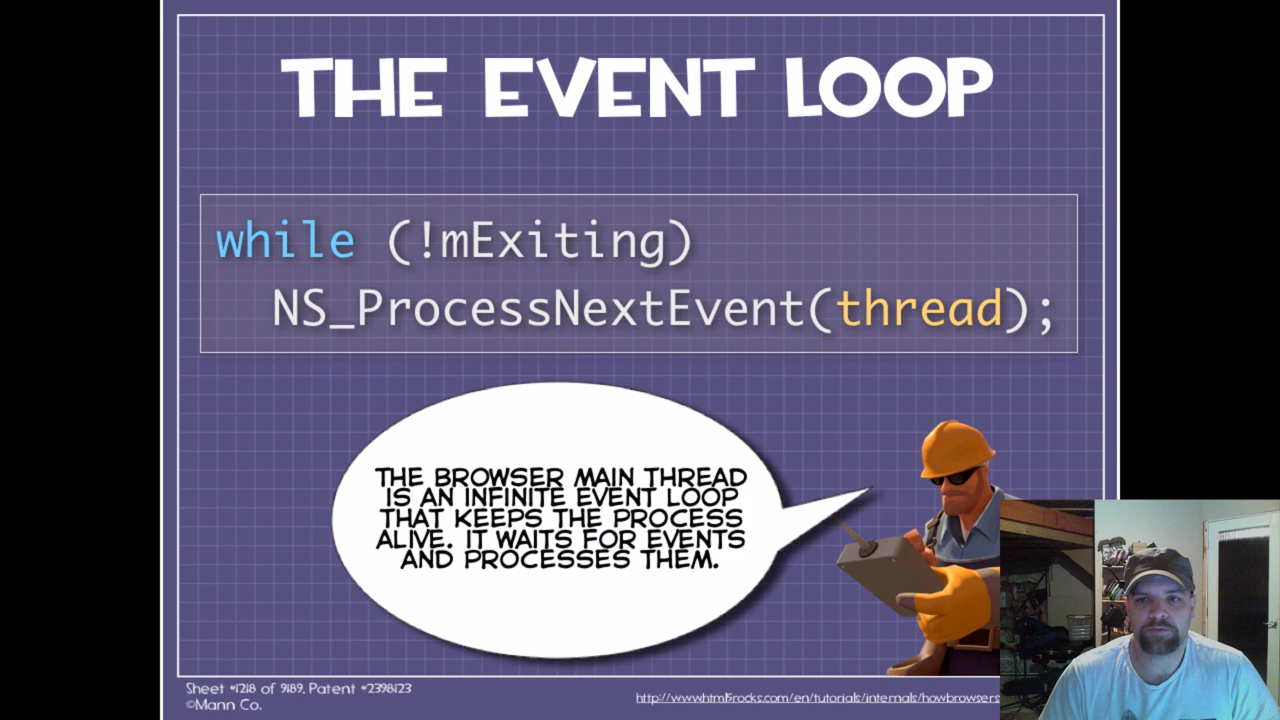 THE EVENT LOOP
while (!mExiting)
NS_ProcessNextEvent(thread);
THE BROWSER MAIN THREAD
IS AN INFINITE EVENT LOOP
THAT KEEPS THE PROCESS
ALIVE. IT WAITS FOR EVENTS
AND PROCESSES THEM.
Sheet #1218 of 9189, Patent #2398123
©Mann Co.
http://www.html5rocks.com/en/tutorials/internals/howbrowsers